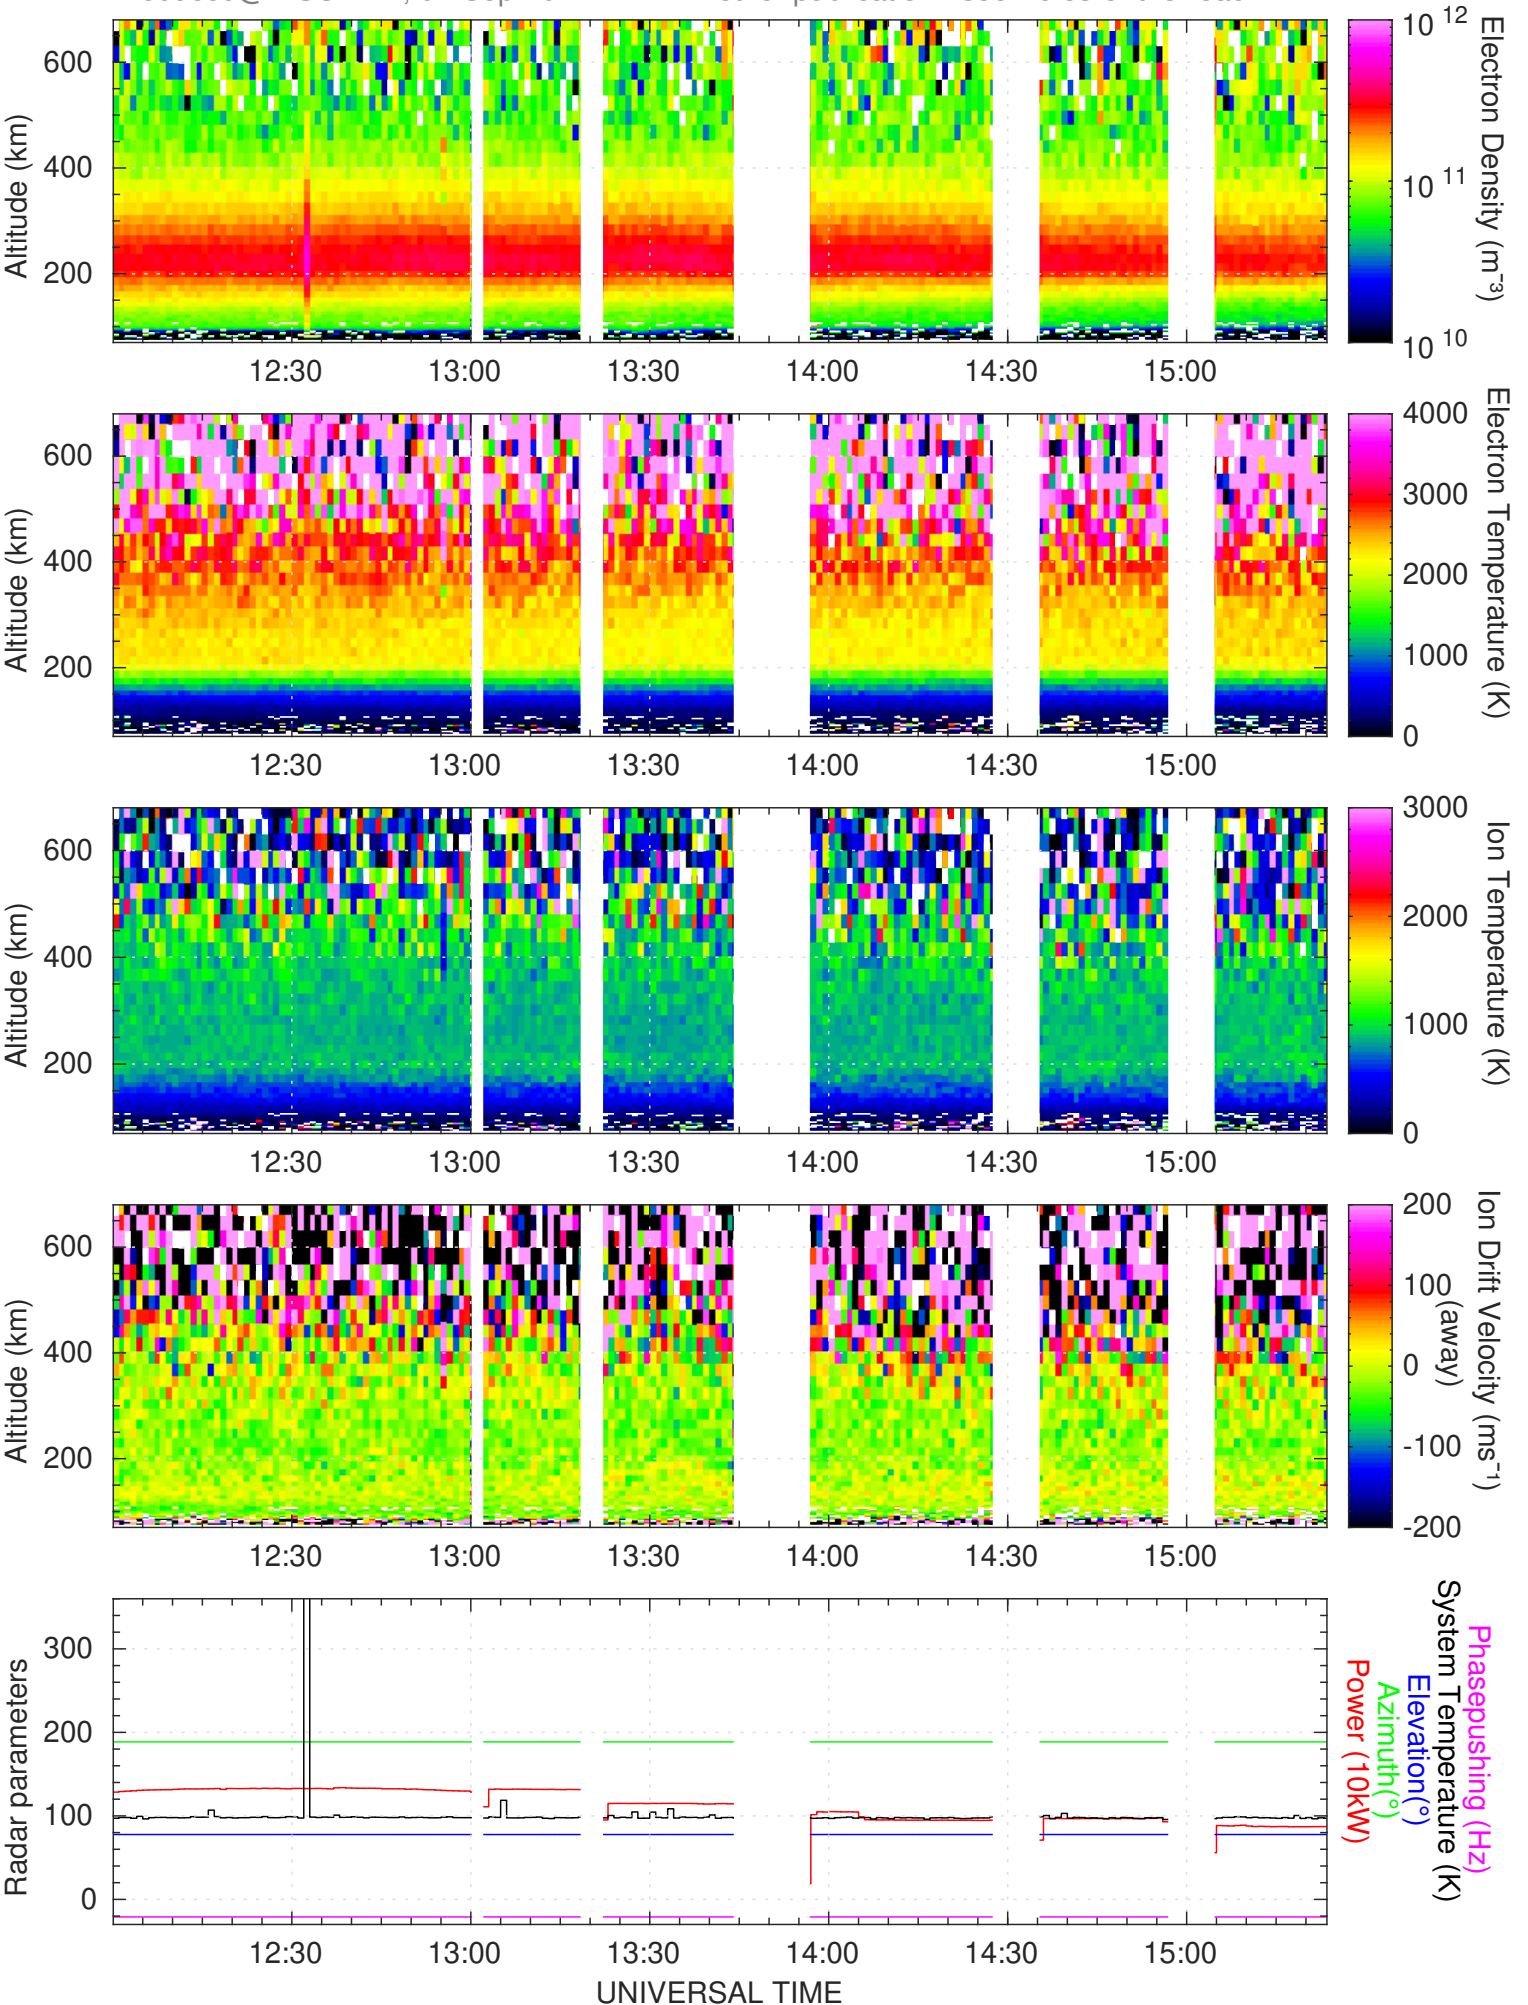 600
400
200
Altitude (km)
12:30 13:00 13:30 14:00 14:30 15:00
10 12
10 11
10 10
Electron Density (m-3)
600
400
200
Altitude (km)
12:30 13:00 13:30 14:00 14:30 15:00
4000
3000
2000
1000
0
Electron Temperature (K)
600
400
200
Altitude (km)
12:30 13:00 13:30 14:00 14:30 15:00
3000
2000
1000
0
Ion Temperature (K)
600
400
200
Altitude (km)
12:30 13:00 13:30 14:00 14:30 15:00
200
100
0
-100
-200
Ion Drift Velocity (ms-1)
(away)
300
200
100
0
Radar parameters
12:30 13:00 13:30 14:00 14:30 15:00
UNIVERSAL TIME
Phasepushing (Hz)
System Temperature (K)
Elevation(°)
Azimuth(°)
Power (10kW)